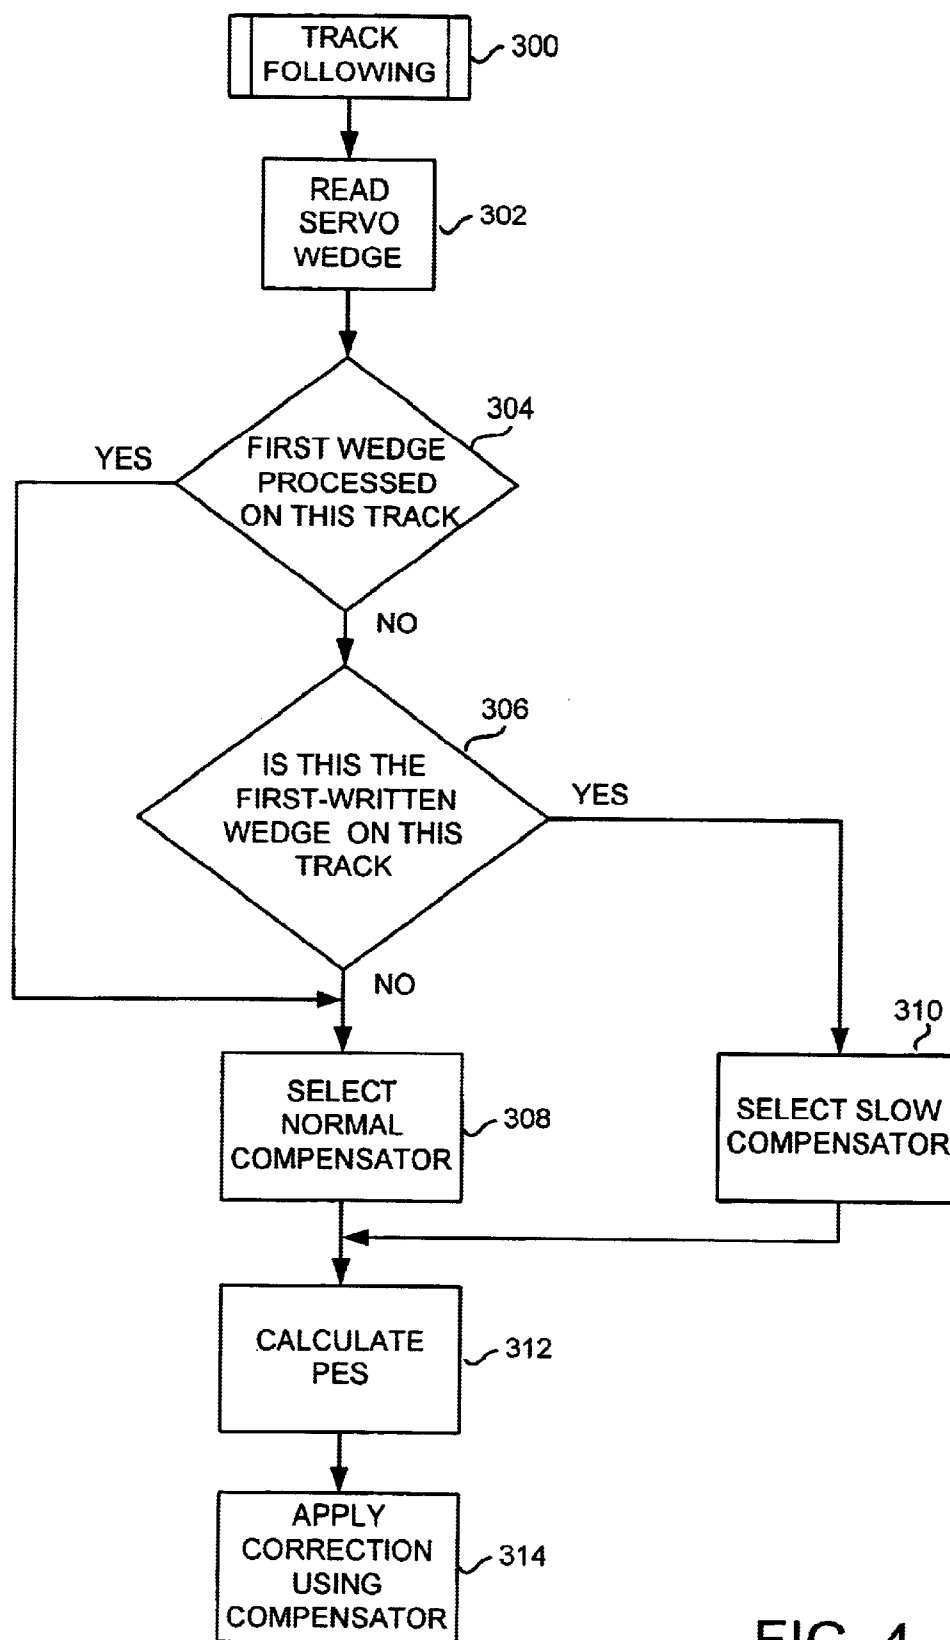 TRACK
FOLLOWING
300
READ
SERVO
WEDGE
302
304
YES
FIRST WEDGE
PROCESSED
ON THIS TRACK
NO
306
IS THIS THE
FIRST-WRITTEN
WEDGE ON THIS
TRACK
YES
NO
310
SELECT
NORMAL
COMPENSATOR
308
SELECT SLOW
COMPENSATOR
CALCULATE
PES
312
APPLY
CORRECTION
USING
COMPENSATOR
314
FIG. 4